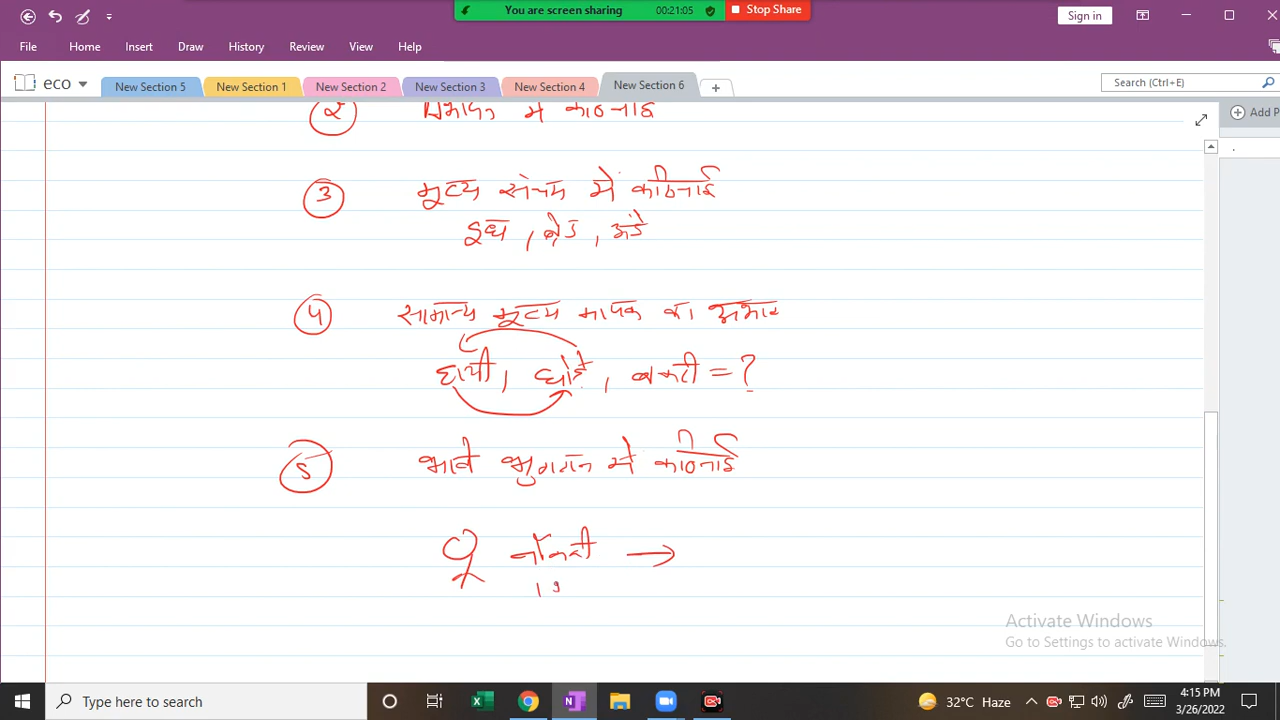 You are screen sharing 00:21:05 Stop Share
Sign in
File Home Insert Draw History Review View Help
eco New Section 5 New Section 1 New Section 2 New Section 3 New Section 4 New Section 6 Search (Ctrl+E)
Add P
२ विभाजन में कठिनाई
३ मूल्य संचय में कठिनाई
दूध , ब्रेड , अंडे
4 सामान्य मूल्य मापक का अभाव
हाथी , घोड़े , बकरी = ?
5 भावी भुगतान में कठिनाई
नौकरी →
Activate Windows
Go to Settings to activate Windows.
Type here to search
32°C Haze
4:15 PM
3/26/2022